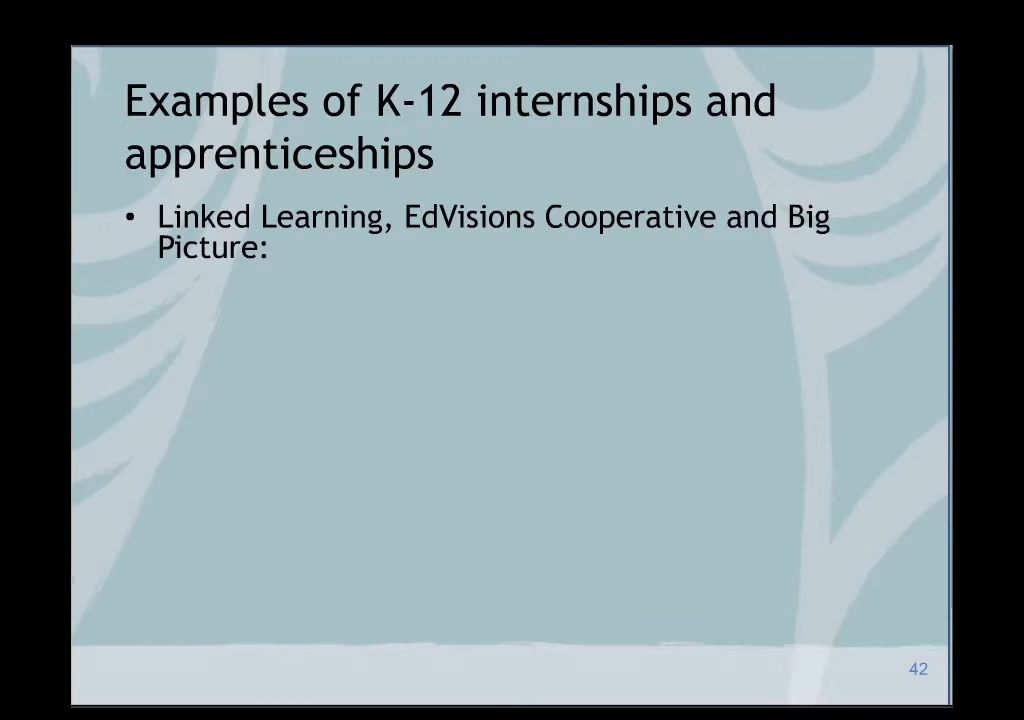 Examples of K-12 internships and
apprenticeships
• Linked Learning, EdVisions Cooperative and Big
Picture:
42